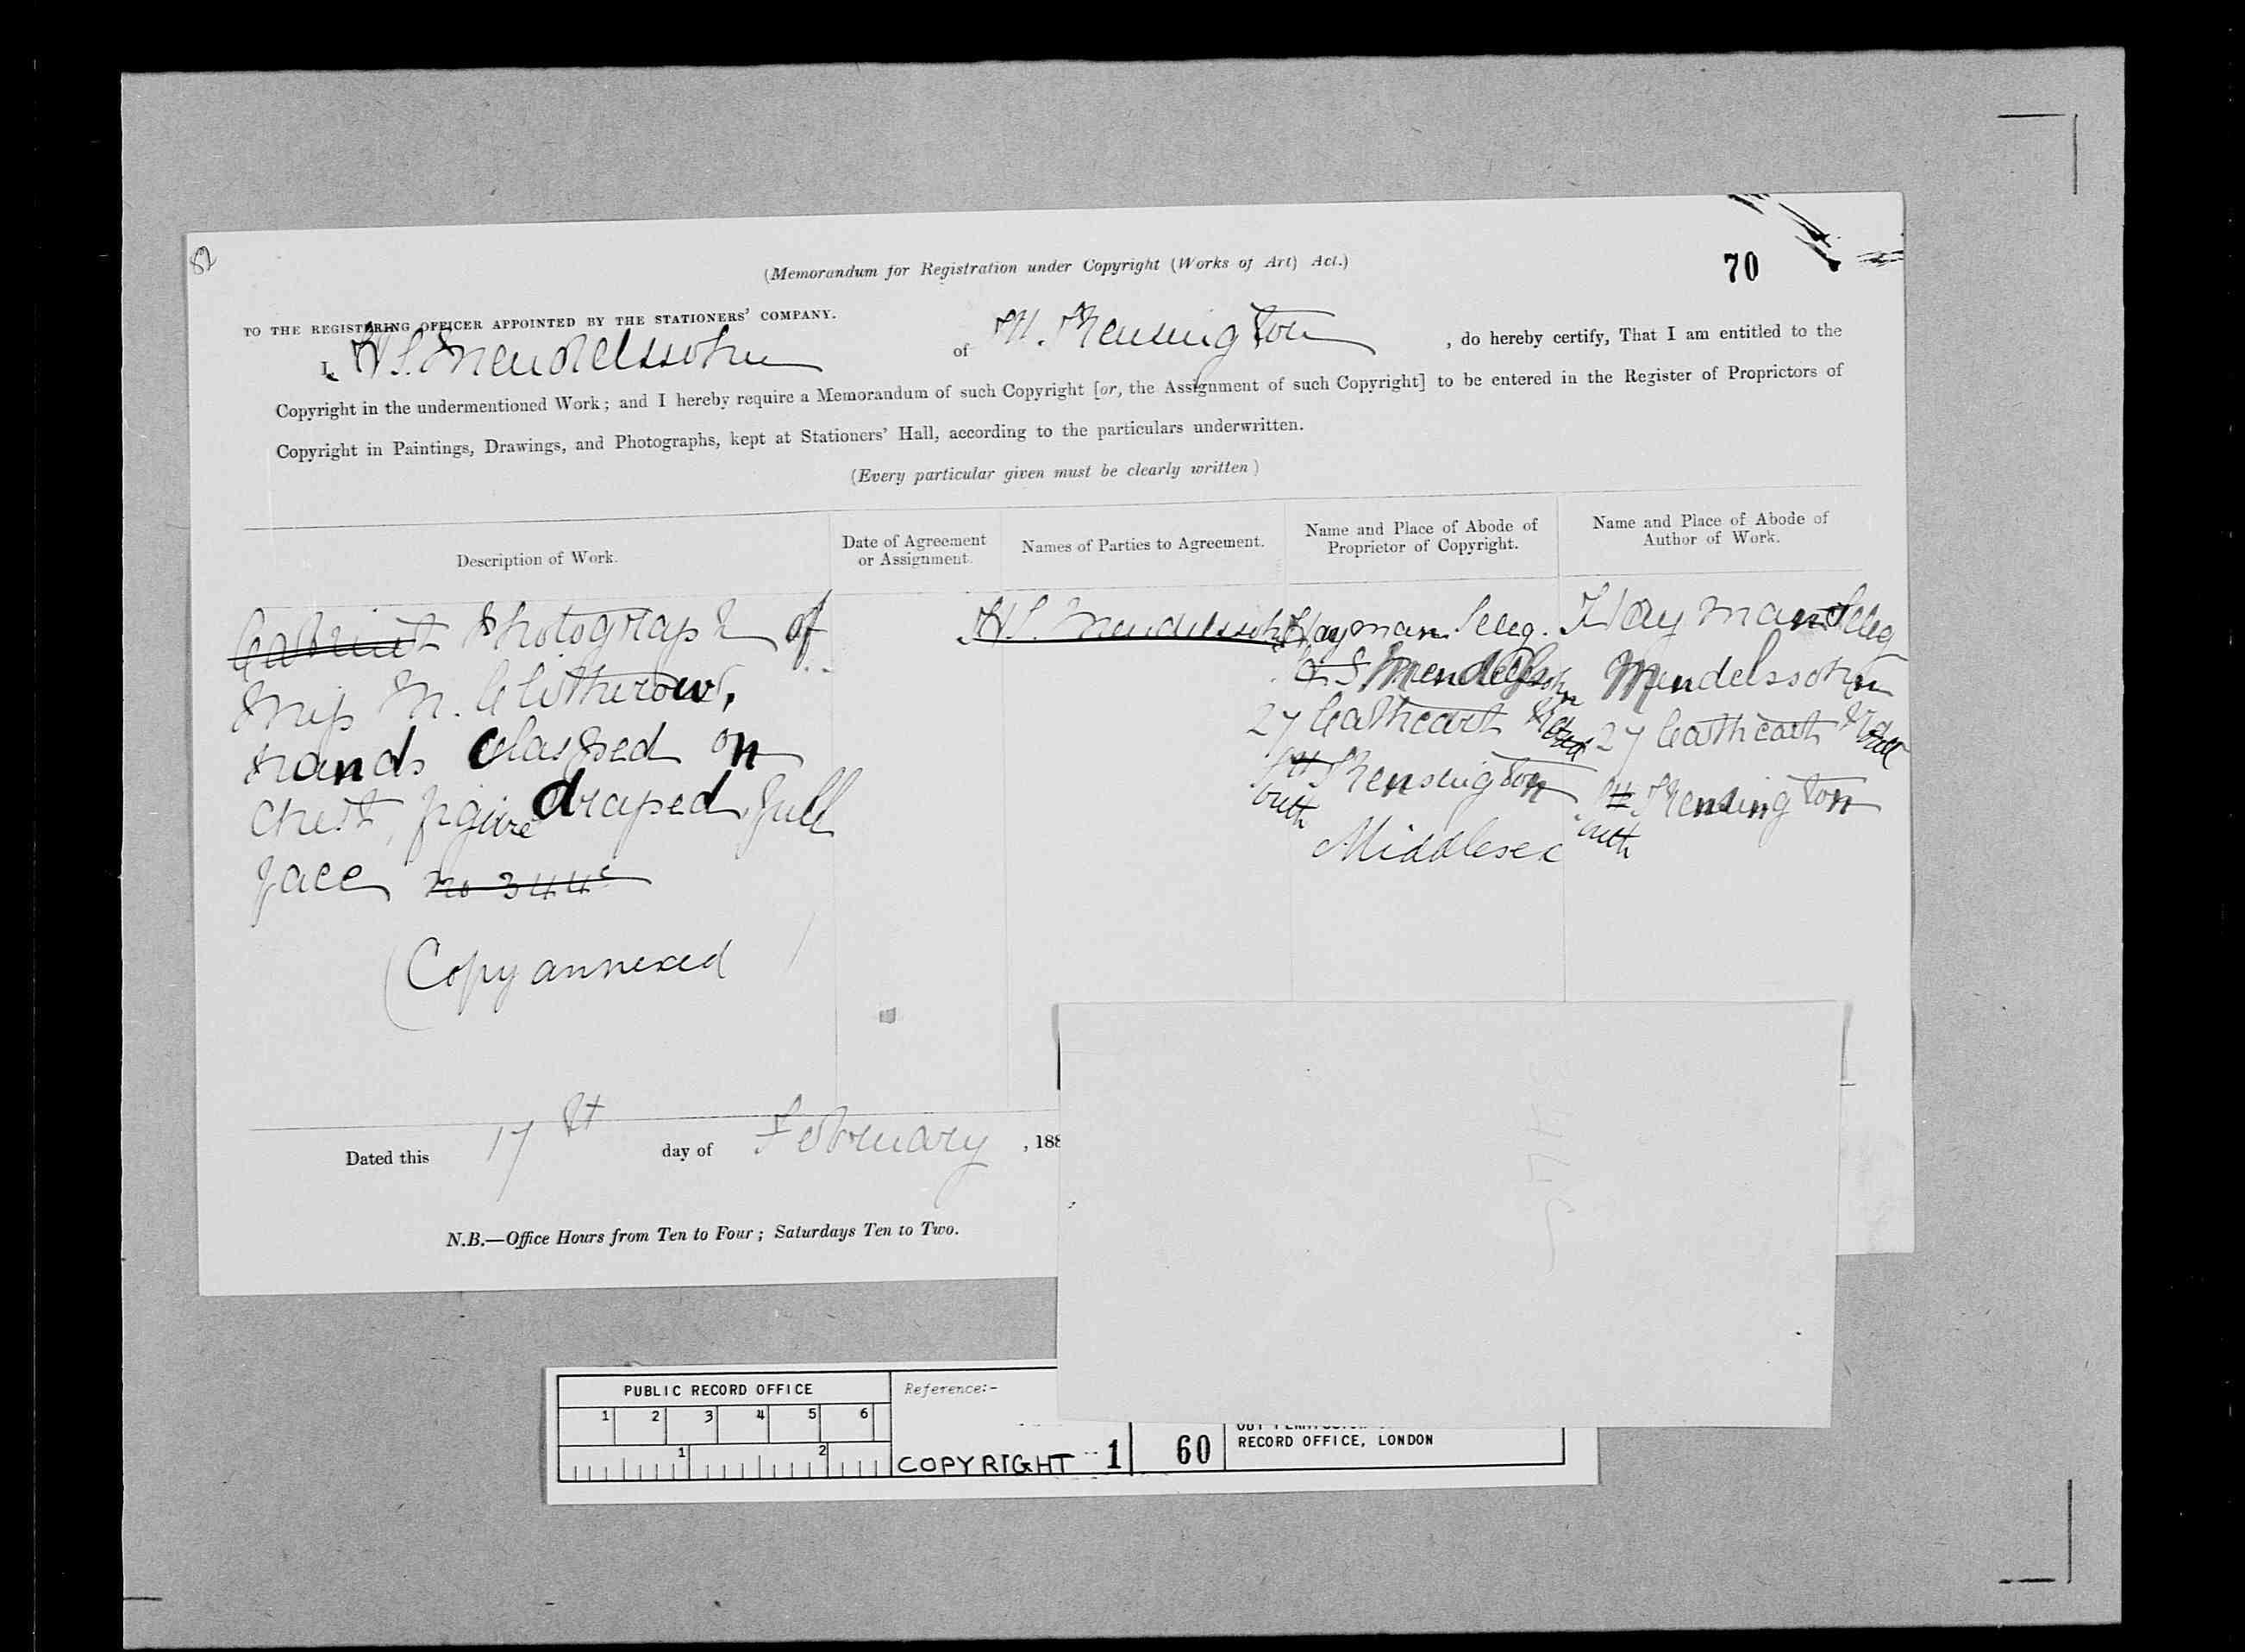 (Memorandum for Registration under Copyright (Works of Art) Act.)
70
TO THE REGISTERING OFFICER APPOINTED BY THE STATIONERS' COMPANY.
I, H S. Mendelssohn of Kensington, do hereby certify, That I am entitled to the
Copyright in the undermentioned Work; and I hereby require a Memorandum of such Copyright [or, the Assignment of such Copyright] to be entered in the Register of Proprietors of
Copyright in Paintings, Drawings, and Photographs, kept at Stationers' Hall, according to the particulars underwritten.
(Every particular given must be clearly written)
Description of Work.
Cabinet Photograph of
Miss M. Clitherow,
hands clasped on
chest, figure draped, full
face No 344c
(Copy annexed)
Date of Agreement
or Assignment.
Names of Parties to Agreement.
H S. Mendelssohn
Name and Place of Abode of
Proprietor of Copyright.
Hayman Seleg.
Mendelssohn
27 Cathcart Road
South Kensington
Middlesex
Name and Place of Abode of
Author of Work.
Hayman Seleg
Mendelssohn
27 Cathcart Road
South Kensington
Dated this 17 day of February, 188
N.B.—Office Hours from Ten to Four; Saturdays Ten to Two.
PUBLIC RECORD OFFICE
1 2 3 4 5 6
1 2
Reference:-
COPYRIGHT 1 60
RECORD OFFICE, LONDON